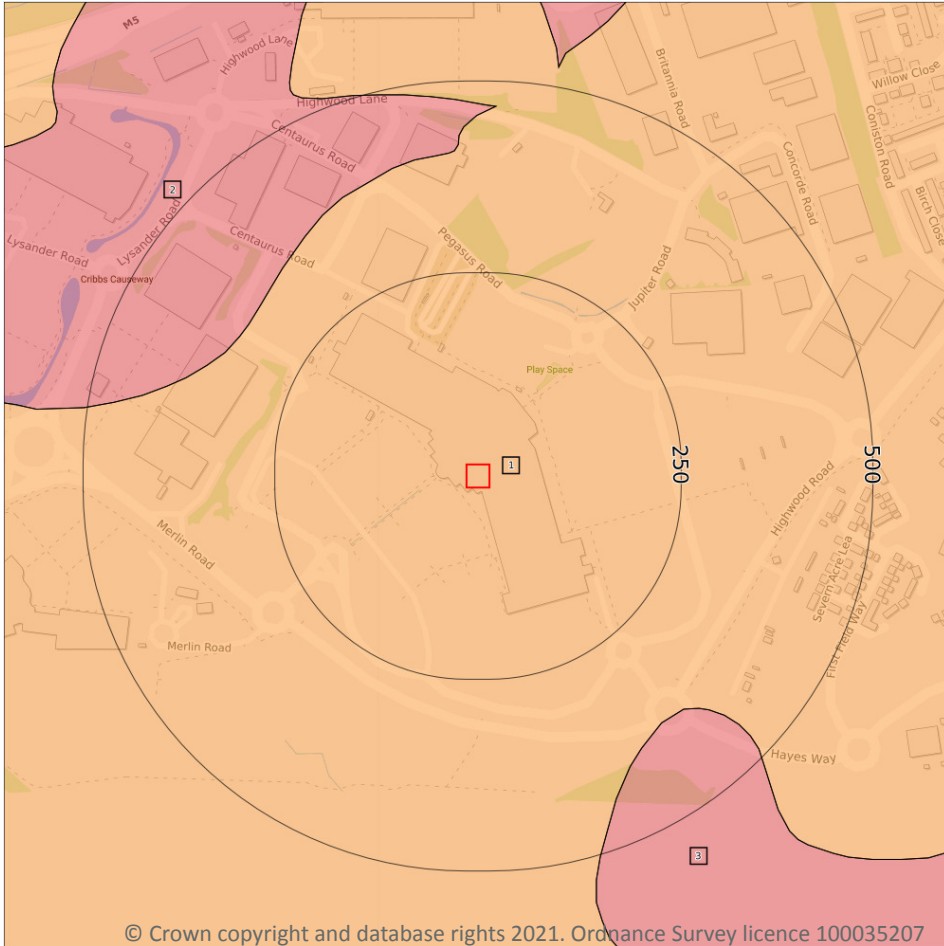 M5
Highwood Lane
Highwood Lane
Centaurus Road
Britannia Road
Willow Close
Coniston Road
Concorde Road
Birch Close
2
Lysander Road
Lysander Road
Centaurus Road
Cribbs Causeway
Pegasus Road
Jupiter Road
Play Space
1
250
500
Highwood Road
Merlin Road
Merlin Road
Severn Acre Lea
First Field Way
Hayes Way
3
© Crown copyright and database rights 2021. Ordnance Survey licence 100035207